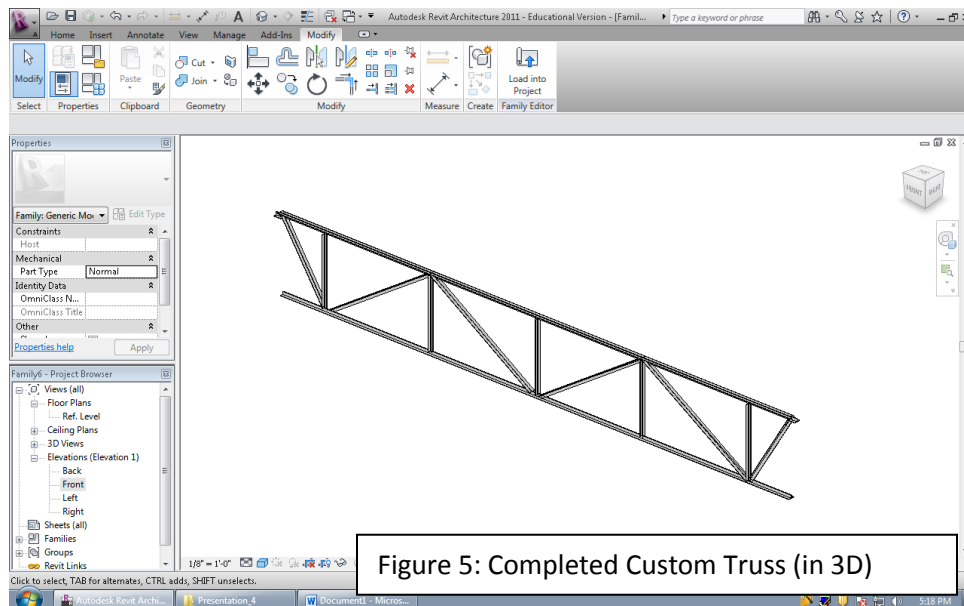 Autodesk Revit Architecture 2011 - Educational Version - [Famil... Type a keyword or phrase
Home Insert Annotate View Manage Add-Ins Modify
Modify Paste Cut Join Load into Project
Select Properties Clipboard Geometry Modify Measure Create Family Editor
Properties
Family: Generic Mo Edit Type
Constraints
Host
Mechanical
Part Type Normal
Identity Data
OmniClass N...
OmniClass Title
Other
Properties help Apply
Family6 - Project Browser
Views (all)
Floor Plans
Ref. Level
Ceiling Plans
3D Views
Elevations (Elevation 1)
Back
Front
Left
Right
Sheets (all)
Families
Groups
Revit Links
FRONT RIGHT
1/8" = 1'-0"
Figure 5: Completed Custom Truss (in 3D)
Click to select, TAB for alternates, CTRL adds, SHIFT unselects.
Autodesk Revit Archi... Presentation_4 Document1 - Micros... 5:18 PM